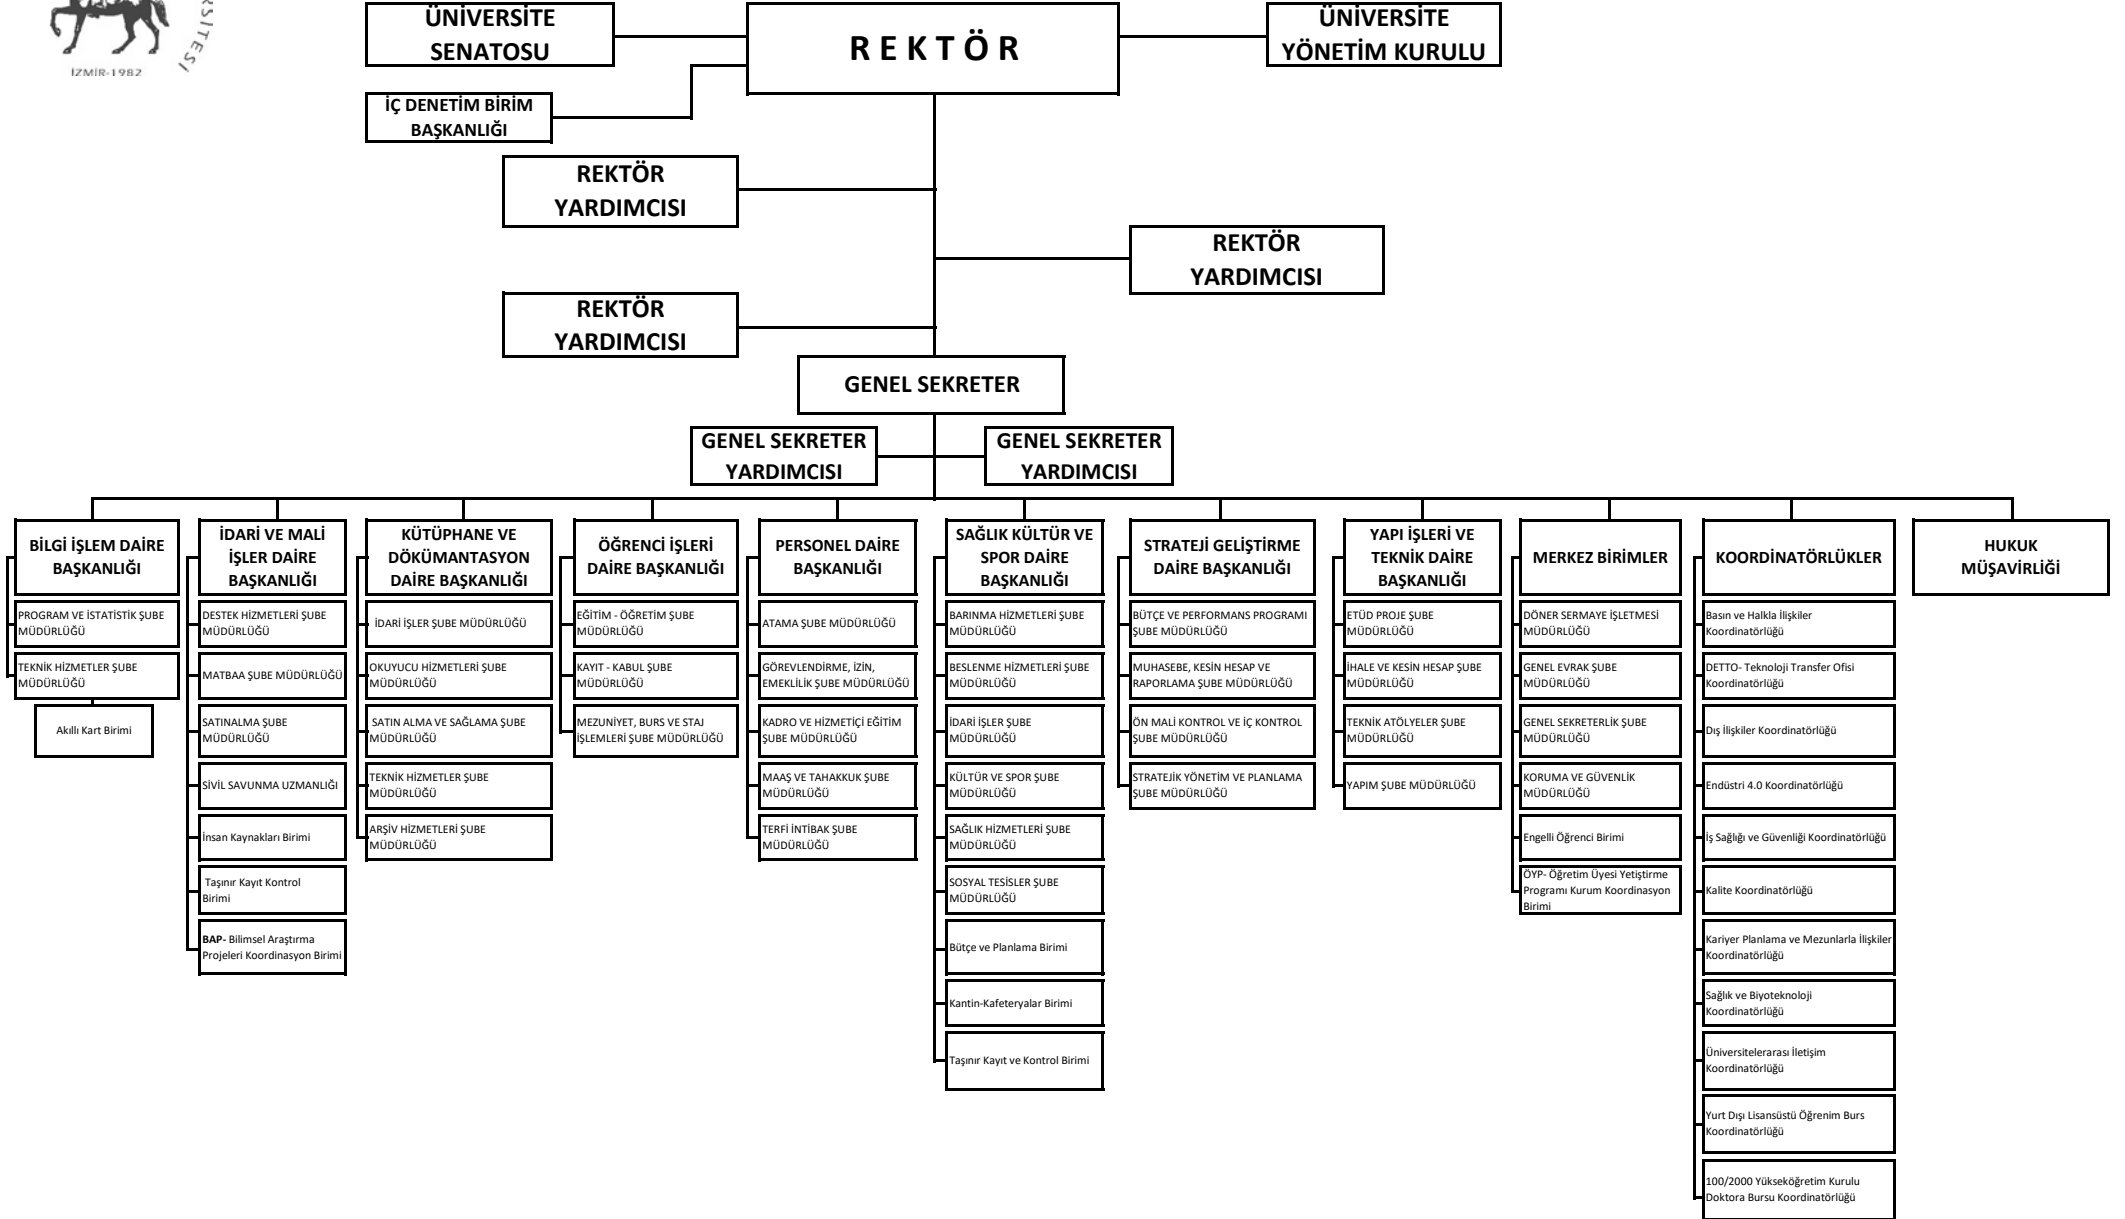 RSİTESİ
İZMİR-1982
ÜNİVERSİTE
SENATOSU
REKTÖR
ÜNİVERSİTE
YÖNETİM KURULU
İÇ DENETİM BİRİM
BAŞKANLIĞI
REKTÖR
YARDIMCISI
REKTÖR
YARDIMCISI
REKTÖR
YARDIMCISI
GENEL SEKRETER
GENEL SEKRETER
YARDIMCISI
GENEL SEKRETER
YARDIMCISI
BİLGİ İŞLEM DAİRE
BAŞKANLIĞI
PROGRAM VE İSTATİSTİK ŞUBE
MÜDÜRLÜĞÜ
TEKNİK HİZMETLER ŞUBE
MÜDÜRLÜĞÜ
Akıllı Kart Birimi
İDARİ VE MALİ
İŞLER DAİRE
BAŞKANLIĞI
DESTEK HİZMETLERİ ŞUBE
MÜDÜRLÜĞÜ
MATBAA ŞUBE MÜDÜRLÜĞÜ
SATINALMA ŞUBE
MÜDÜRLÜĞÜ
SİVİL SAVUNMA UZMANLIĞI
İnsan Kaynakları Birimi
Taşınır Kayıt Kontrol
Birimi
BAP- Bilimsel Araştırma
Projeleri Koordinasyon Birimi
KÜTÜPHANE VE
DÖKÜMANTASYON
DAİRE BAŞKANLIĞI
İDARİ İŞLER ŞUBE MÜDÜRLÜĞÜ
OKUYUCU HİZMETLERİ ŞUBE
MÜDÜRLÜĞÜ
SATIN ALMA VE SAĞLAMA ŞUBE
MÜDÜRLÜĞÜ
TEKNİK HİZMETLER ŞUBE
MÜDÜRLÜĞÜ
ARŞİV HİZMETLERİ ŞUBE
MÜDÜRLÜĞÜ
ÖĞRENCİ İŞLERİ
DAİRE BAŞKANLIĞI
EĞİTİM - ÖĞRETİM ŞUBE
MÜDÜRLÜĞÜ
KAYIT - KABUL ŞUBE
MÜDÜRLÜĞÜ
MEZUNİYET, BURS VE STAJ
İŞLEMLERİ ŞUBE MÜDÜRLÜĞÜ
PERSONEL DAİRE
BAŞKANLIĞI
ATAMA ŞUBE MÜDÜRLÜĞÜ
GÖREVLENDİRME, İZİN,
EMEKLİLİK ŞUBE MÜDÜRLÜĞÜ
KADRO VE HİZMETİÇİ EĞİTİM
ŞUBE MÜDÜRLÜĞÜ
MAAŞ VE TAHAKKUK ŞUBE
MÜDÜRLÜĞÜ
TERFİ İNTİBAK ŞUBE
MÜDÜRLÜĞÜ
SAĞLIK KÜLTÜR VE
SPOR DAİRE
BAŞKANLIĞI
BARINMA HİZMETLERİ ŞUBE
MÜDÜRLÜĞÜ
BESLENME HİZMETLERİ ŞUBE
MÜDÜRLÜĞÜ
İDARİ İŞLER ŞUBE
MÜDÜRLÜĞÜ
KÜLTÜR VE SPOR ŞUBE
MÜDÜRLÜĞÜ
SAĞLIK HİZMETLERİ ŞUBE
MÜDÜRLÜĞÜ
SOSYAL TESİSLER ŞUBE
MÜDÜRLÜĞÜ
Bütçe ve Planlama Birimi
Kantin-Kafeteryalar Birimi
Taşınır Kayıt ve Kontrol Birimi
STRATEJİ GELİŞTİRME
DAİRE BAŞKANLIĞI
BÜTÇE VE PERFORMANS PROGRAMI
ŞUBE MÜDÜRLÜĞÜ
MUHASEBE, KESİN HESAP VE
RAPORLAMA ŞUBE MÜDÜRLÜĞÜ
ÖN MALİ KONTROL VE İÇ KONTROL
ŞUBE MÜDÜRLÜĞÜ
STRATEJİK YÖNETİM VE PLANLAMA
ŞUBE MÜDÜRLÜĞÜ
YAPI İŞLERİ VE
TEKNİK DAİRE
BAŞKANLIĞI
ETÜD PROJE ŞUBE
MÜDÜRLÜĞÜ
İHALE VE KESİN HESAP ŞUBE
MÜDÜRLÜĞÜ
TEKNİK ATÖLYELER ŞUBE
MÜDÜRLÜĞÜ
YAPIM ŞUBE MÜDÜRLÜĞÜ
MERKEZ BİRİMLER
DÖNER SERMAYE İŞLETMESİ
MÜDÜRLÜĞÜ
GENEL EVRAK ŞUBE
MÜDÜRLÜĞÜ
GENEL SEKRETERLİK ŞUBE
MÜDÜRLÜĞÜ
KORUMA VE GÜVENLİK
MÜDÜRLÜĞÜ
Engelli Öğrenci Birimi
ÖYP- Öğretim Üyesi Yetiştirme
Programı Kurum Koordinasyon
Birimi
KOORDİNATÖRLÜKLER
Basın ve Halkla İlişkiler
Koordinatörlüğü
DETTO- Teknoloji Transfer Ofisi
Koordinatörlüğü
Dış İlişkiler Koordinatörlüğü
Endüstri 4.0 Koordinatörlüğü
İş Sağlığı ve Güvenliği Koordinatörlüğü
Kalite Koordinatörlüğü
Kariyer Planlama ve Mezunlarla İlişkiler
Koordinatörlüğü
Sağlık ve Biyoteknoloji
Koordinatörlüğü
Üniversitelerarası İletişim
Koordinatörlüğü
Yurt Dışı Lisansüstü Öğrenim Burs
Koordinatörlüğü
100/2000 Yükseköğretim Kurulu
Doktora Bursu Koordinatörlüğü
HUKUK
MÜŞAVİRLİĞİ